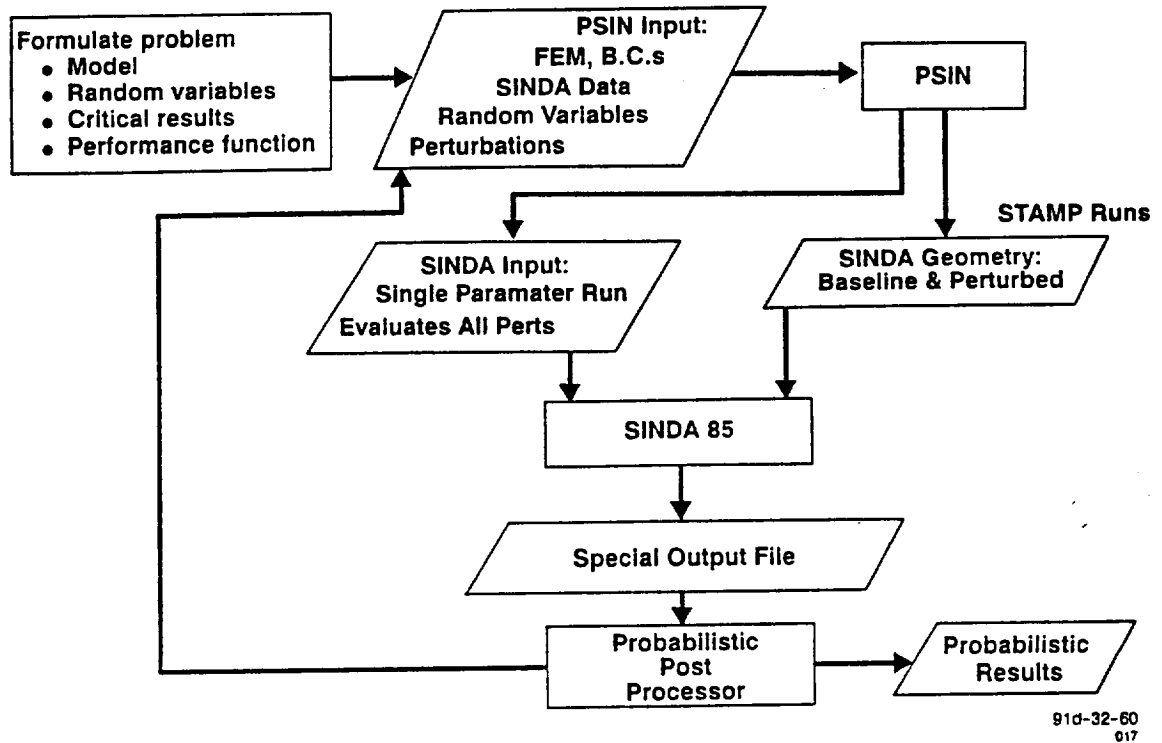 Formulate problem
● Model
● Random variables
● Critical results
● Performance function
PSIN Input:
FEM, B.C.s
SINDA Data
Random Variables
Perturbations
PSIN
STAMP Runs
SINDA Input:
Single Paramater Run
Evaluates All Perts
SINDA Geometry:
Baseline & Perturbed
SINDA 85
Special Output File
Probabilistic
Post
Processor
Probabilistic
Results
91d-32-60
017